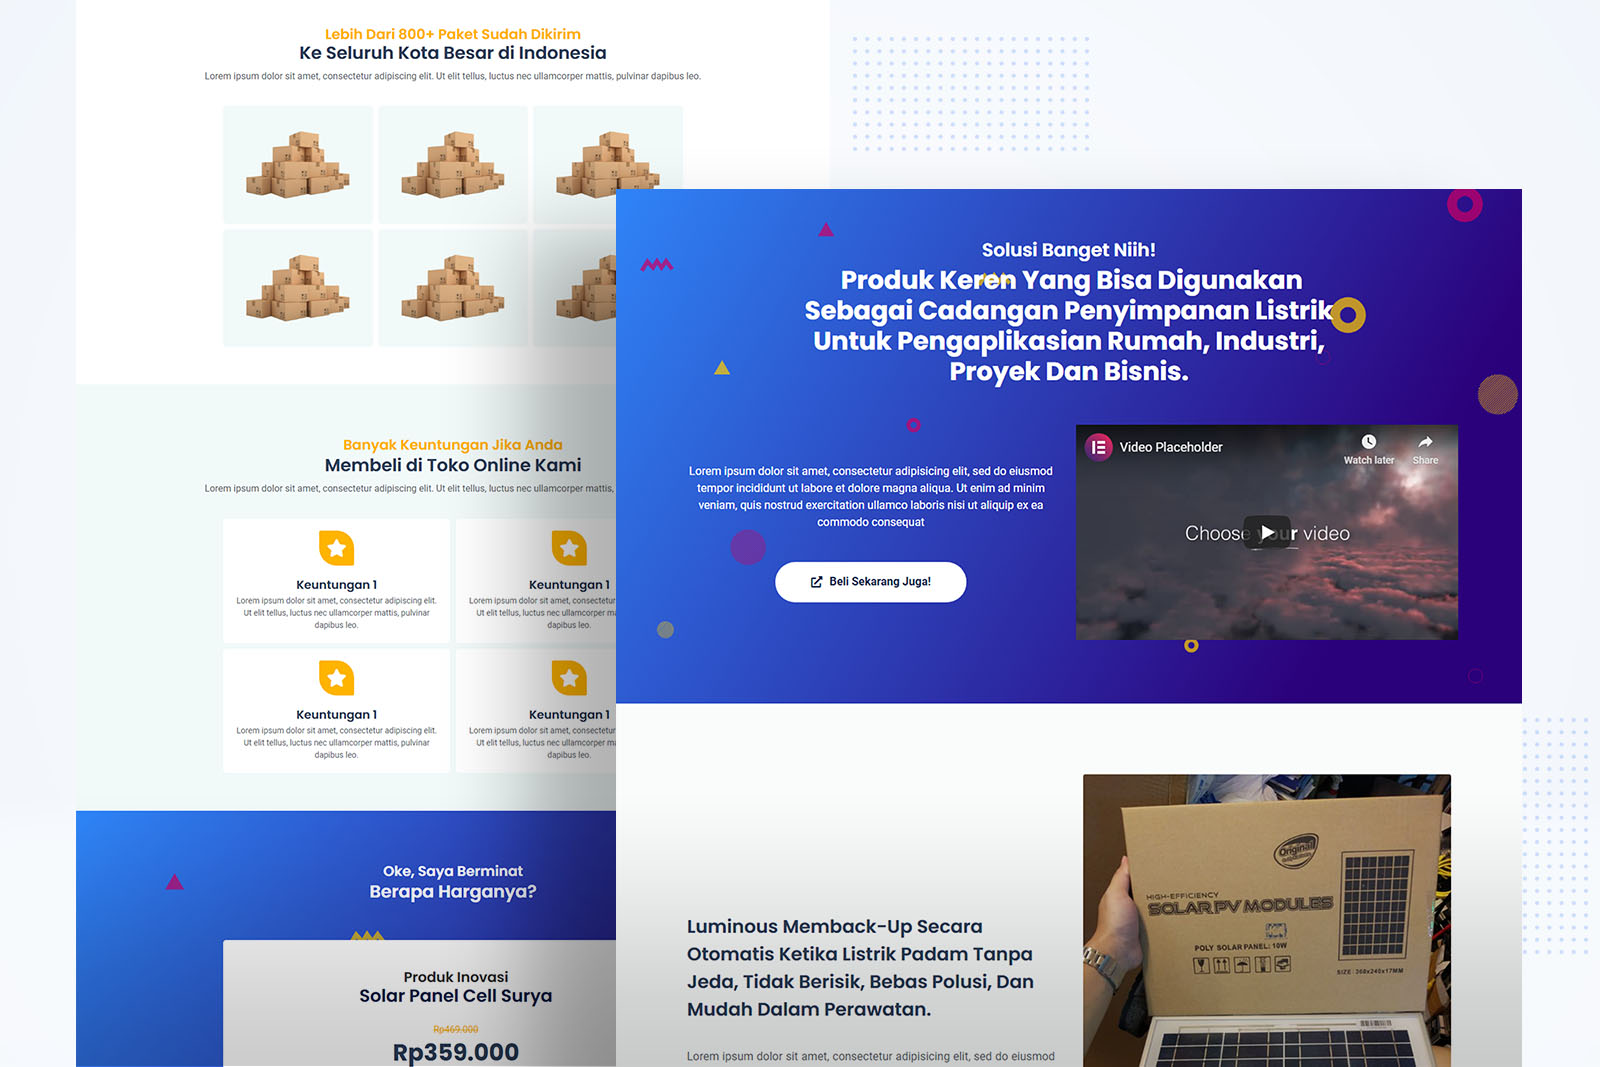 Lebih Dari 800+ Paket Sudah Dikirim
Ke Seluruh Kota Besar di Indonesia
Lorem ipsum dolor sit amet, consectetur adipiscing elit. Ut elit tellus, luctus nec ullamcorper mattis, pulvinar dapibus leo.
Banyak Keuntungan Jika Anda
Membeli di Toko Online Kami
Lorem ipsum dolor sit amet, consectetur adipiscing elit. Ut elit tellus, luctus nec ullamcorper mattis,
Keuntungan 1
Lorem ipsum dolor sit amet, consectetur adipiscing elit.
Ut elit tellus, luctus nec ullamcorper mattis, pulvinar
dapibus leo.
Keuntungan 1
Lorem ipsum dolor sit amet, consectetur
Ut elit tellus, luctus nec ullamcorper
dapibus leo.
Keuntungan 1
Lorem ipsum dolor sit amet, consectetur adipiscing elit.
Ut elit tellus, luctus nec ullamcorper mattis, pulvinar
dapibus leo.
Keuntungan 1
Lorem ipsum dolor sit amet, consectetur
Ut elit tellus, luctus nec ullamcorper
dapibus leo.
Oke, Saya Berminat
Berapa Harganya?
Produk Inovasi
Solar Panel Cell Surya
Rp469.000
Rp359.000
Solusi Banget Niih!
Produk Keren Yang Bisa Digunakan
Sebagai Cadangan Penyimpanan Listrik
Untuk Pengaplikasian Rumah, Industri,
Proyek Dan Bisnis.
Lorem ipsum dolor sit amet, consectetur adipisicing elit, sed do eiusmod
tempor incididunt ut labore et dolore magna aliqua. Ut enim ad minim
veniam, quis nostrud exercitation ullamco laboris nisi ut aliquip ex ea
commodo consequat
Beli Sekarang Juga!
Video Placeholder
Watch later
Share
Choose your video
Luminous Memback-Up Secara
Otomatis Ketika Listrik Padam Tanpa
Jeda, Tidak Berisik, Bebas Polusi, Dan
Mudah Dalam Perawatan.
Lorem ipsum dolor sit amet, consectetur adipisicing elit, sed do eiusmod
Original
HIGH-EFFICIENCY
SOLAR PV MODULES
POLY SOLAR PANEL: 10W
SIZE: 360x240x17MM